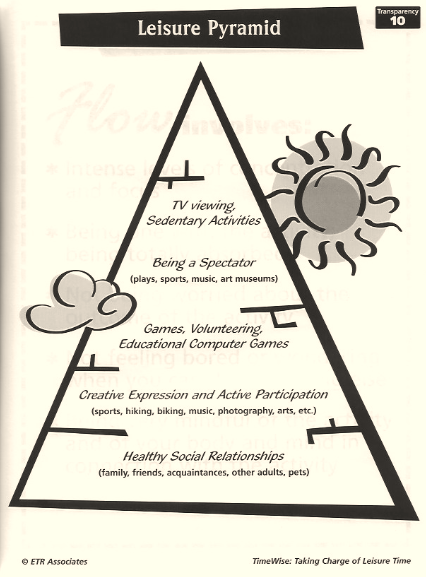 Leisure Pyramid
Transparency
10
TV viewing,
Sedentary Activities
Being a Spectator
(plays, sports, music, art museums)
Games, Volunteering,
Educational Computer Games
Creative Expression and Active Participation
(sports, hiking, biking, music, photography, arts, etc.)
Healthy Social Relationships
(family, friends, acquaintances, other adults, pets)
© ETR Associates
TimeWise: Taking Charge of Leisure Time